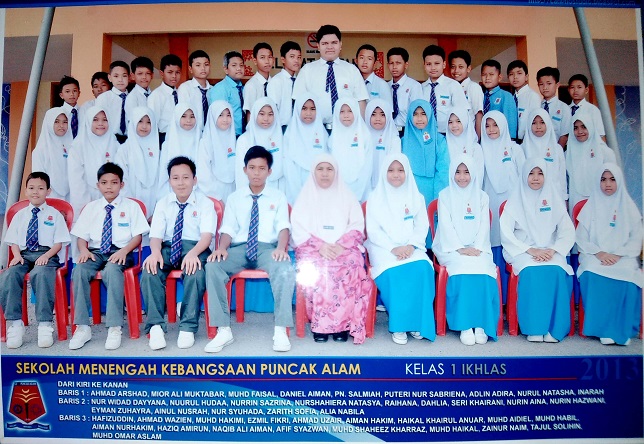 SEKOLAH MENENGAH KEBANGSAAN PUNCAK ALAM KELAS 1 IKHLAS
2013
DARI KIRI KE KANAN
BARIS 1 : AHMAD ARSHAD, MIOR ALI MUKTABAR, MUHD FAISAL, DANIEL AIMAN, PN. SALMIAH, PUTERI NUR SABRIENA, ADLIN ADIRA, NURUL NATASHA, INARAH
BARIS 2 : NUR WIDAD DAYYANA, NUURUL HUDAA, NURRIN SAZRINA, NURSHAHIERA NATASYA, RAIHANA, DAHLIA, SERI KHAIRANI, NURIN AINA, NURIN HAZWANI,
EYMAN ZUHAYRA, AINUL NUSRAH, NUR SYUHADA, ZARITH SOFIA, ALIA NABILA
BARIS 3 : HAFIZUDDIN, AHMAD WAZIEN, MUHD HAKIMI, EZMIL FIKRI, AHMAD UZAIR, AIMAN HAKIM, HAIKAL KHAIRUL ANUAR, MUHD AIDIEL, MUHD HABIL,
AIMAN NURHAKIM, HAZIQ AMIRUN, NAQIB ALI AIMAN, AFIF SYAZWAN, MUHD SHAHEEZ KHARRAZ, MUHD HAIKAL, ZAINUR NAIM, TAJUL SOLIHIN,
MUHD OMAR ASLAM